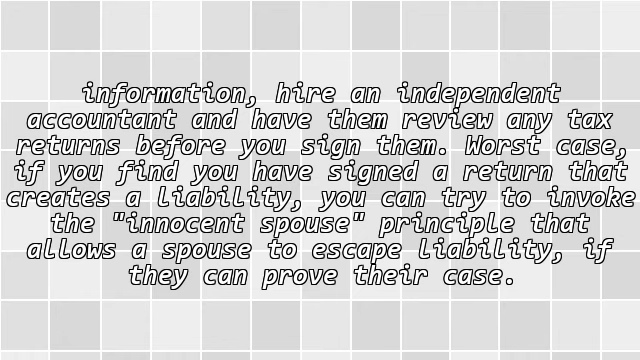 information, hire an independent
accountant and have them review any tax
returns before you sign them. Worst case,
if you find you have signed a return that
creates a liability, you can try to invoke
the "innocent spouse" principle that
allows a spouse to escape liability, if
they can prove their case.